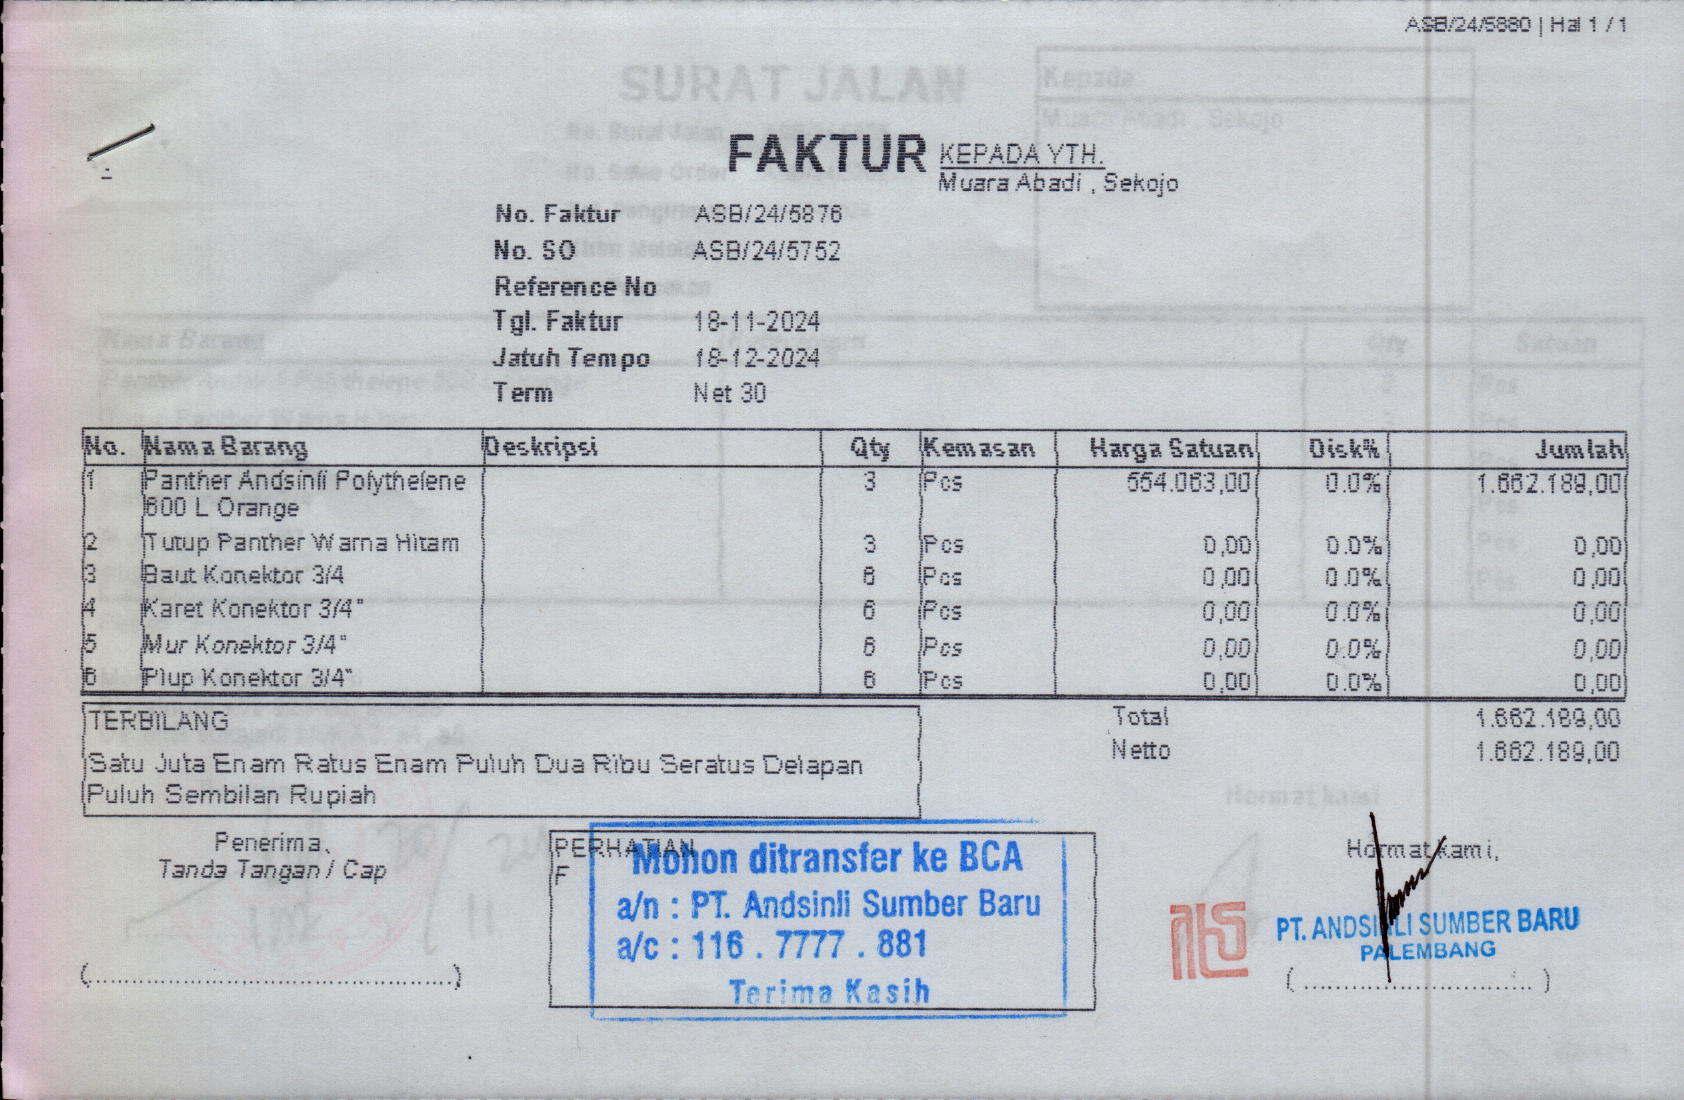 ASB/24/5880 | Hal 1 / 1
SURAT JALAN
Kepada
Muara Abadi , Sekojo
FAKTUR
KEPADA YTH.
Muara Abadi , Sekojo
No. Faktur ASB/24/5876
No. SO ASB/24/5752
Reference No
Tgl. Faktur 18-11-2024
Jatuh Tempo 18-12-2024
Term Net 30
No. Nama Barang Deskripsi Qty Kemasan Harga Satuan Disk% Jumlah
1 Panther Andsinli Polythelene 3 Pcs 554.063,00 0.0% 1.662.189,00
600 L Orange
2 Tutup Panther Warna Hitam 3 Pcs 0,00 0.0% 0,00
3 Baut Konektor 3/4 6 Pcs 0,00 0.0% 0,00
4 Karet Konektor 3/4" 6 Pcs 0,00 0.0% 0,00
5 Mur Konektor 3/4" 6 Pcs 0,00 0.0% 0,00
6 Plup Konektor 3/4" 6 Pcs 0,00 0.0% 0,00
TERBILANG
Satu Juta Enam Ratus Enam Puluh Dua Ribu Seratus Delapan
Puluh Sembilan Rupiah
Total 1.662.189,00
Netto 1.662.189,00
Penerima,
Tanda Tangan / Cap
(................................................)
PERHATIAN
F
Mohon ditransfer ke BCA
a/n : PT. Andsinli Sumber Baru
a/c : 116 . 7777 . 881
Terima Kasih
Hormat kami,
PT. ANDSINLI SUMBER BARU
PALEMBANG
( .............................. )